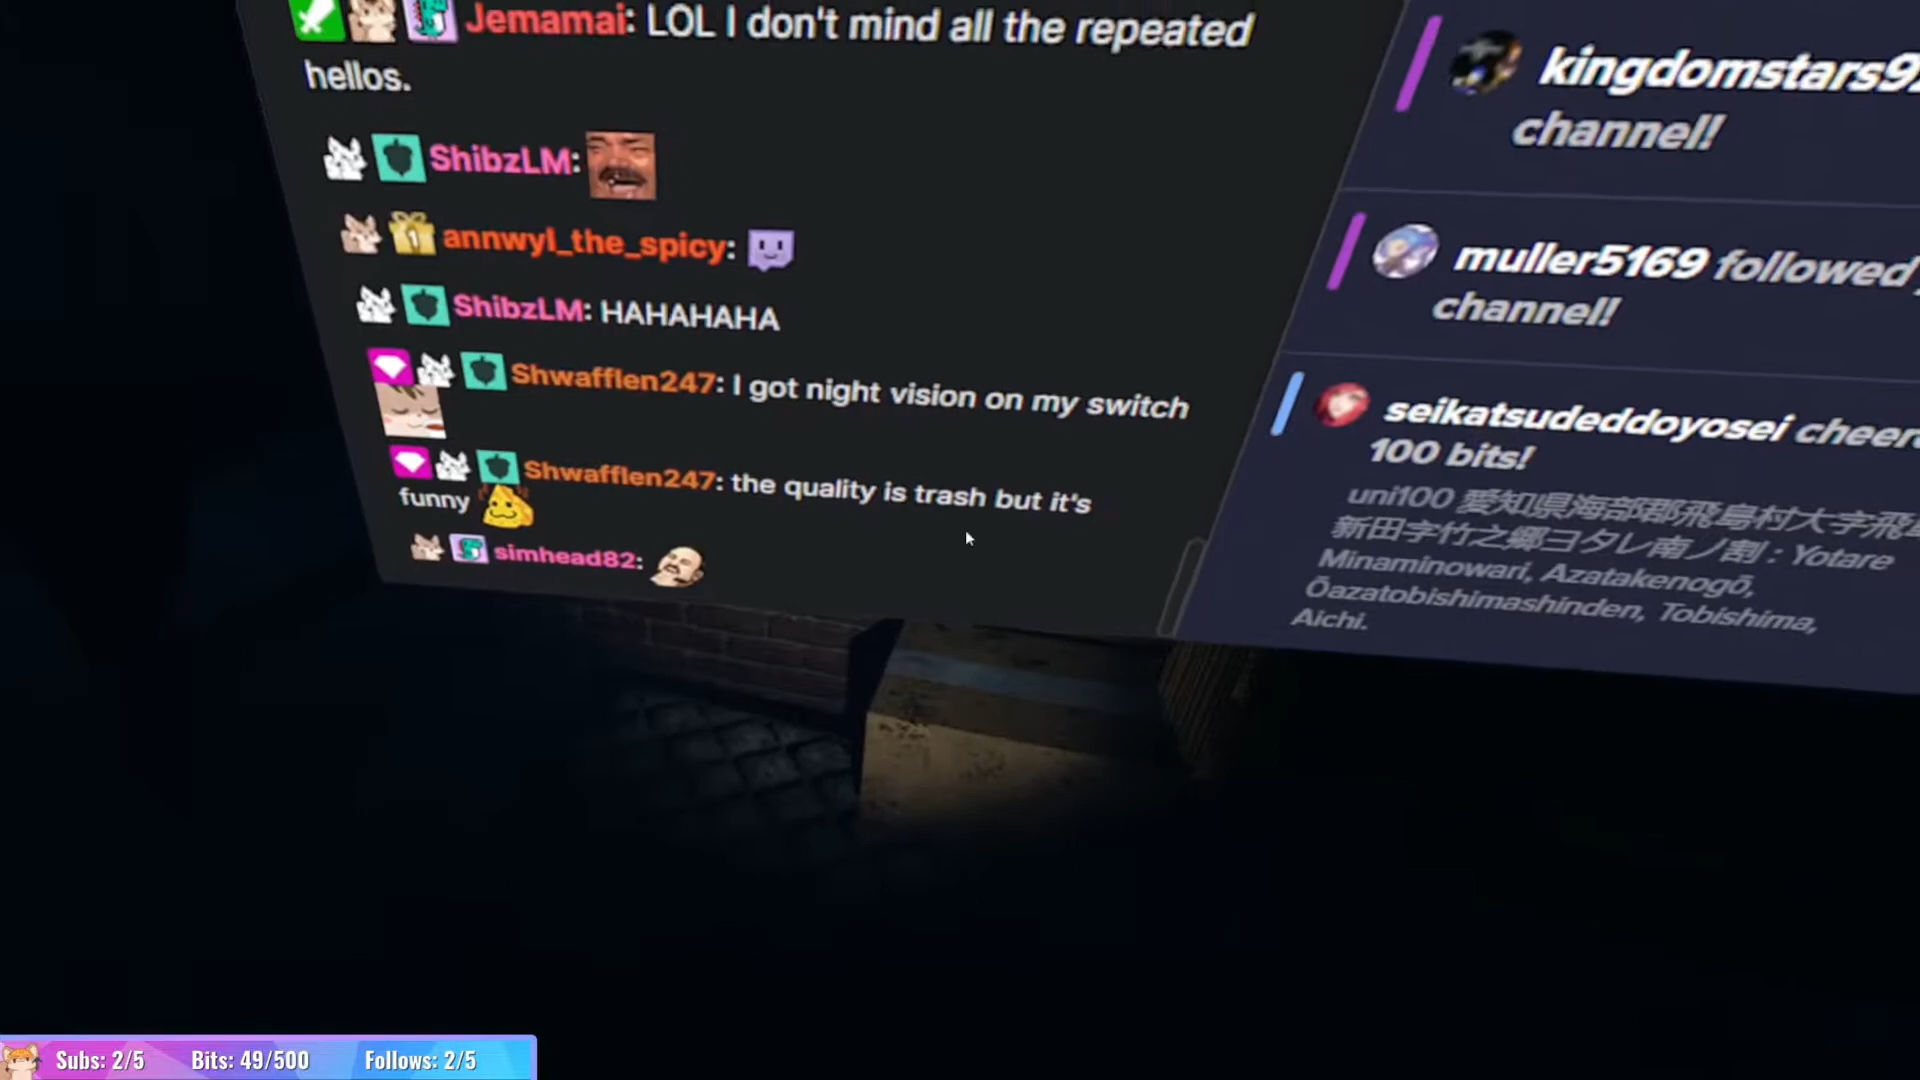 Jemamai: LOL I don't mind all the repeated
hellos.
ShibzLM:
annwyl_the_spicy:
ShibzLM: HAHAHAHA
Shwafflen247: I got night vision on my switch
Shwafflen247: the quality is trash but it's
funny
simhead82:
kingdomstars9
channel!
muller5169 followed
channel!
seikatsudeddoyosei cheer
100 bits!
uni100 愛知県海部郡飛島村大字飛島
新田字竹之郷ヨタレ南ノ割 : Yotare
Minaminowari, Azatakenogō,
Ōazatobishimashinden, Tobishima,
Aichi.
Subs: 2/5 Bits: 49/500 Follows: 2/5